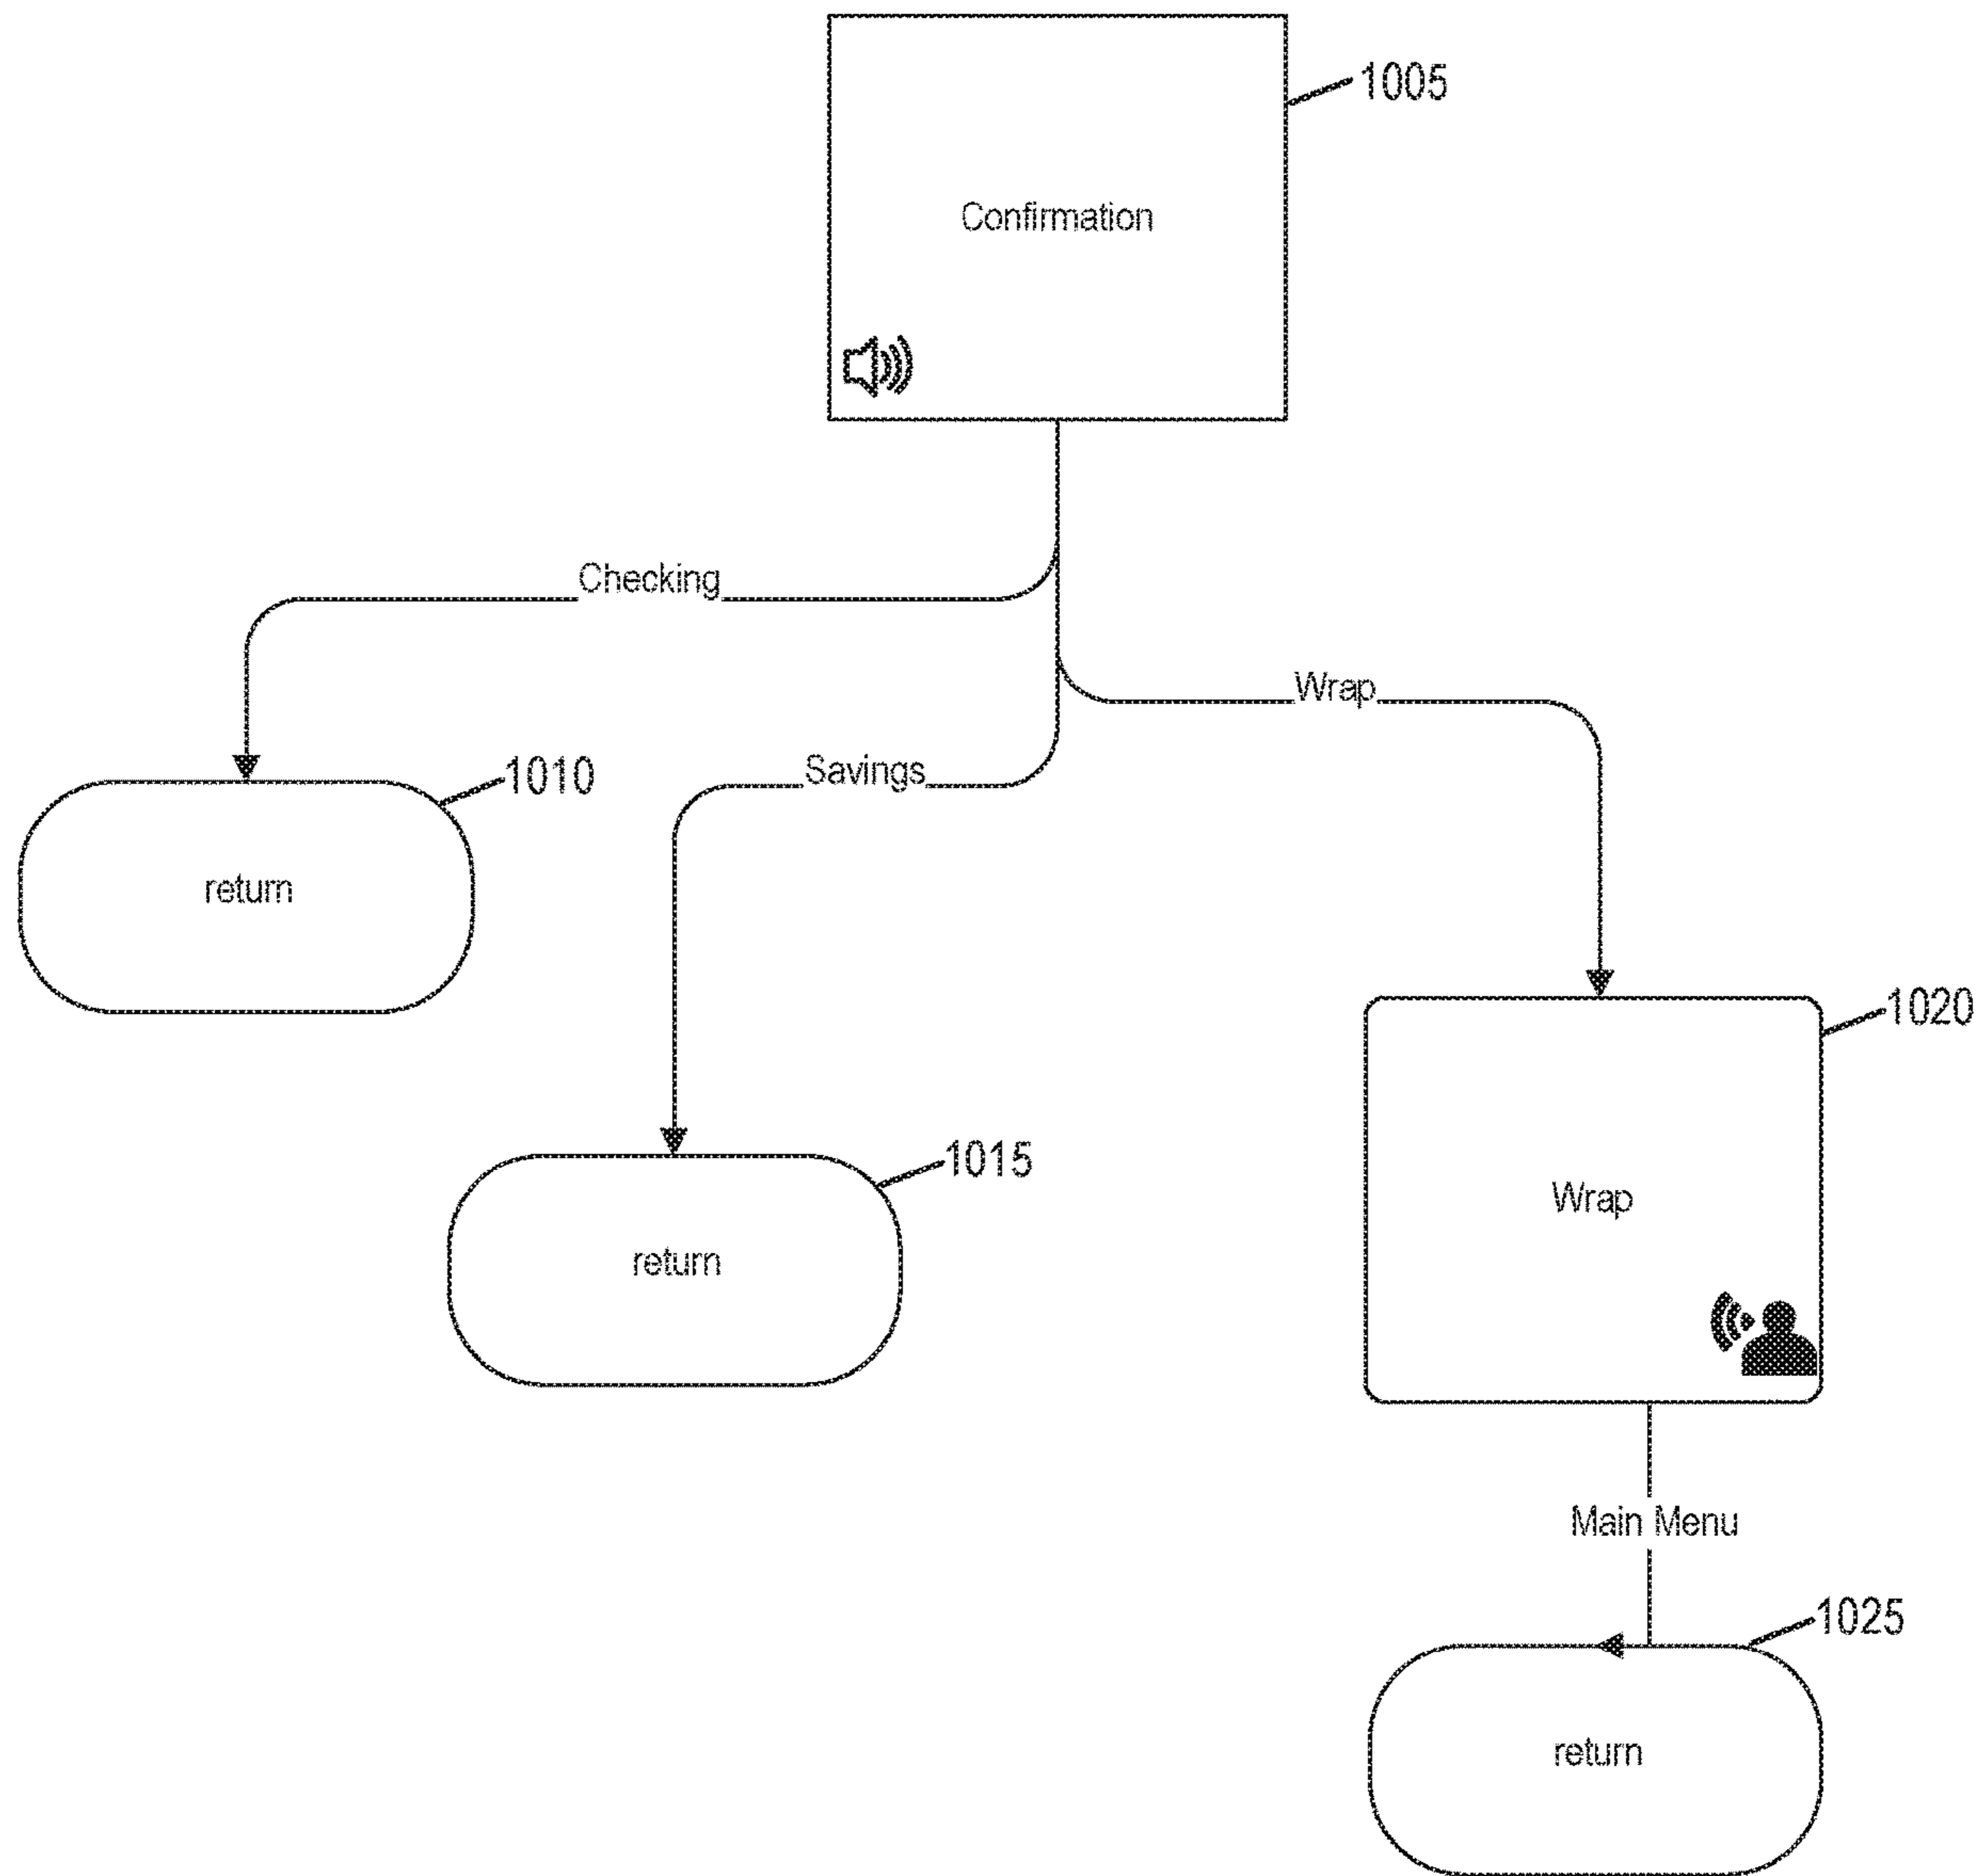 1005
Confirmation
Checking
Wrap
Savings
1010
return
1020
1015
Wrap
return
Main Menu
1025
return